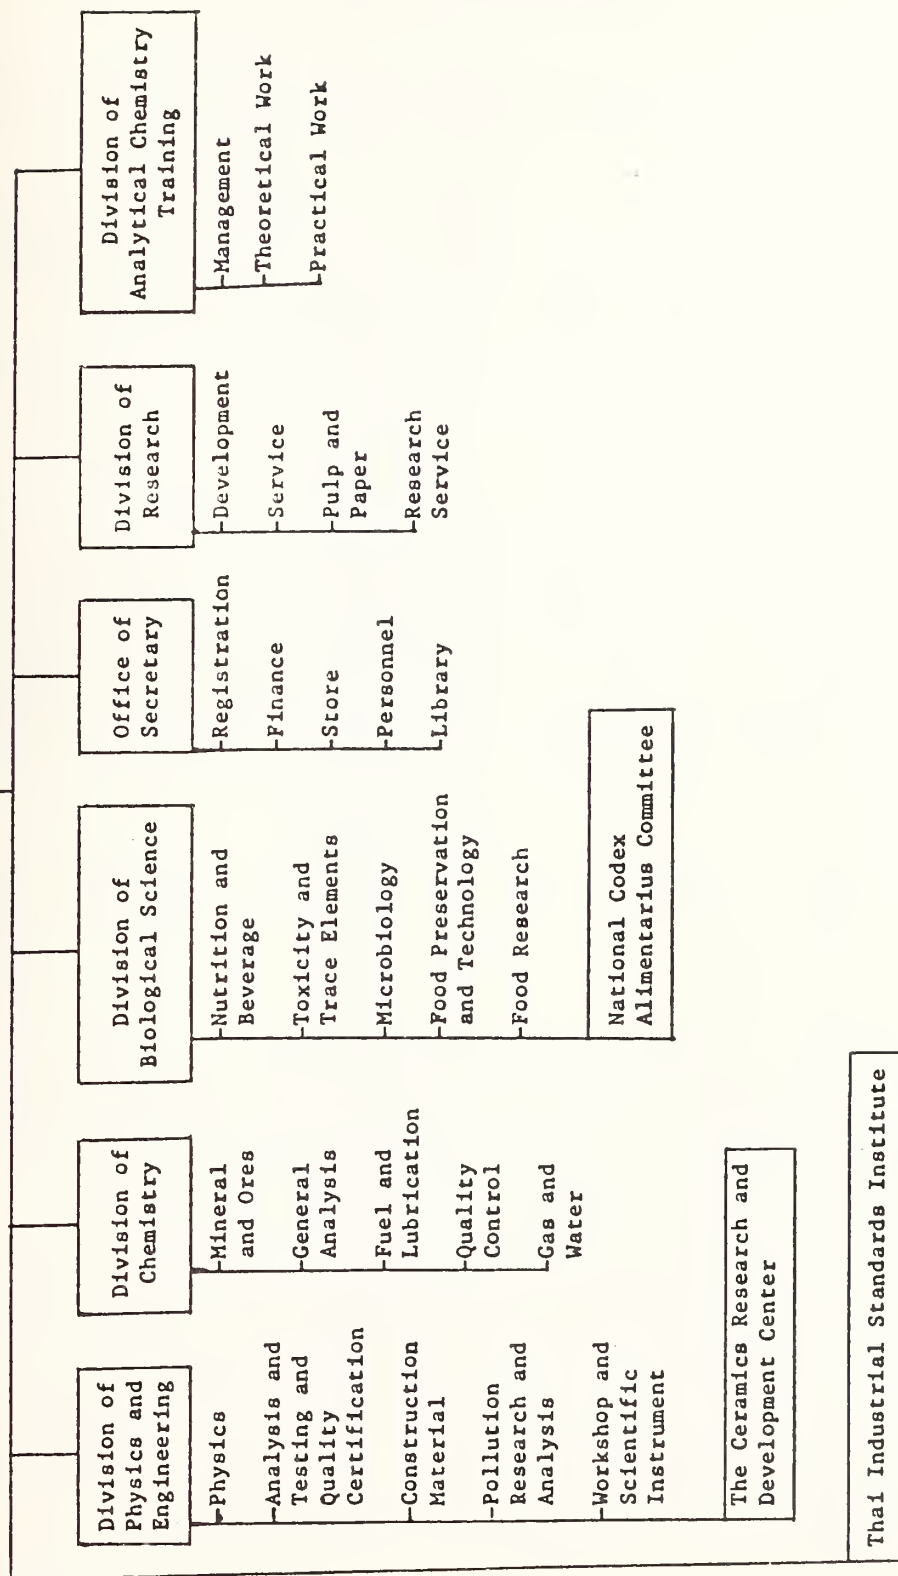 Division of
Physics and
Engineering
Physics
Analysis and
Testing and
Quality
Certification
Construction
Material
Pollution
Research and
Analysis
Workshop and
Scientific
Instrument
The Ceramics Research and
Development Center
Division of
Chemistry
Mineral
and Ores
General
Analysis
Fuel and
Lubrication
Quality
Control
Gas and
Water
Division of
Biological Science
Nutrition and
Beverage
Toxicity and
Trace Elements
Microbiology
Food Preservation
and Technology
Food Research
National Codex
Alimentarius Committee
Office of
Secretary
Registration
Finance
Store
Personnel
Library
Division of
Research
Development
Service
Pulp and
Paper
Research
Service
Division of
Analytical Chemistry
Training
Management
Theoretical Work
Practical Work
Thai Industrial Standards Institute